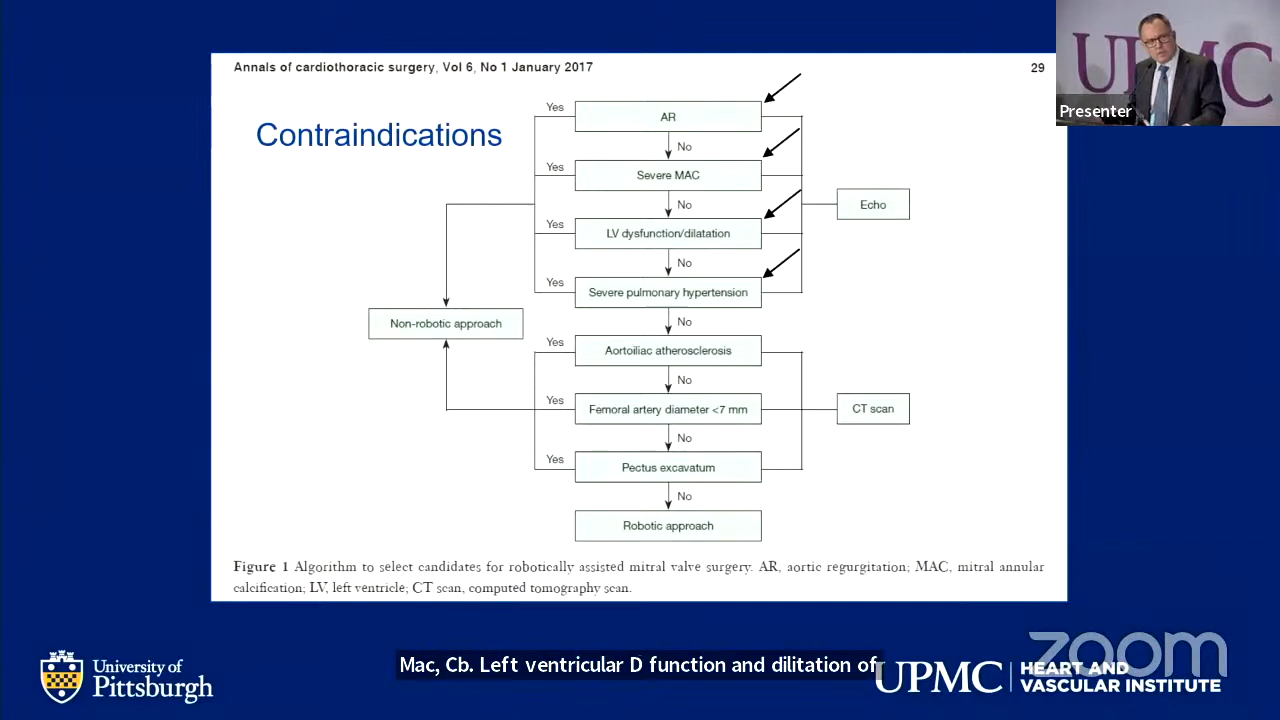 Annals of cardiothoracic surgery, Vol 6, No 1 January 2017
29
Contraindications
Yes
AR
No
Yes
Severe MAC
No
Echo
Yes
LV dysfunction/dilatation
No
Yes
Severe pulmonary hypertension
No
Non-robotic approach
Yes
Aortoiliac atherosclerosis
No
Yes
Femoral artery diameter <7 mm
CT scan
No
Yes
Pectus excavatum
No
Robotic approach
Figure 1 Algorithm to select candidates for robotically assisted mitral valve surgery. AR, aortic regurgitation; MAC, mitral annular
calcification; LV, left ventricle; CT scan, computed tomography scan.
UPMC
Presenter
University of
Pittsburgh
Mac, Cb. Left ventricular D function and dilitation of
UPMC
HEART AND
VASCULAR INSTITUTE
zoom